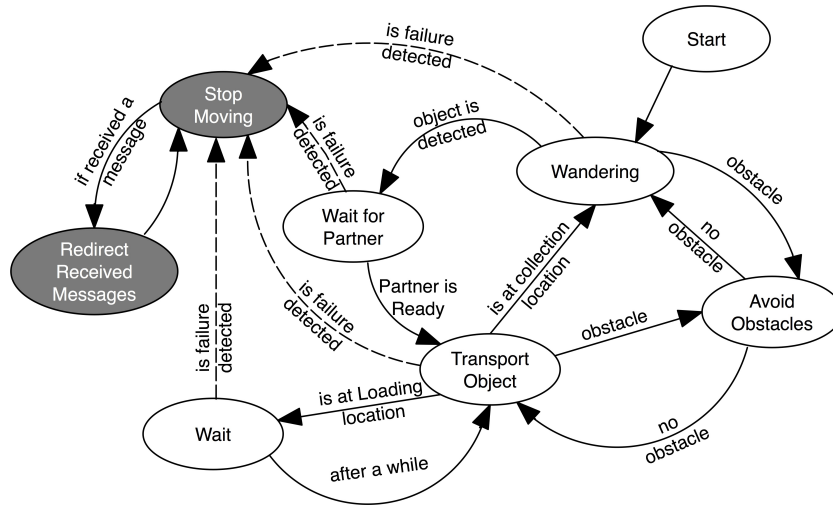 Start
is failure
detected
Stop
Moving
if received a
message
is failure
detected
object is
detected
Wandering
obstacle
Wait for
Partner
no
obstacle
Redirect
Received
Messages
is at collection
location
Partner is
Ready
is failure
detected
Avoid
Obstacles
is failure
detected
obstacle
Transport
Object
is at Loading
location
Wait
no
obstacle
after a while